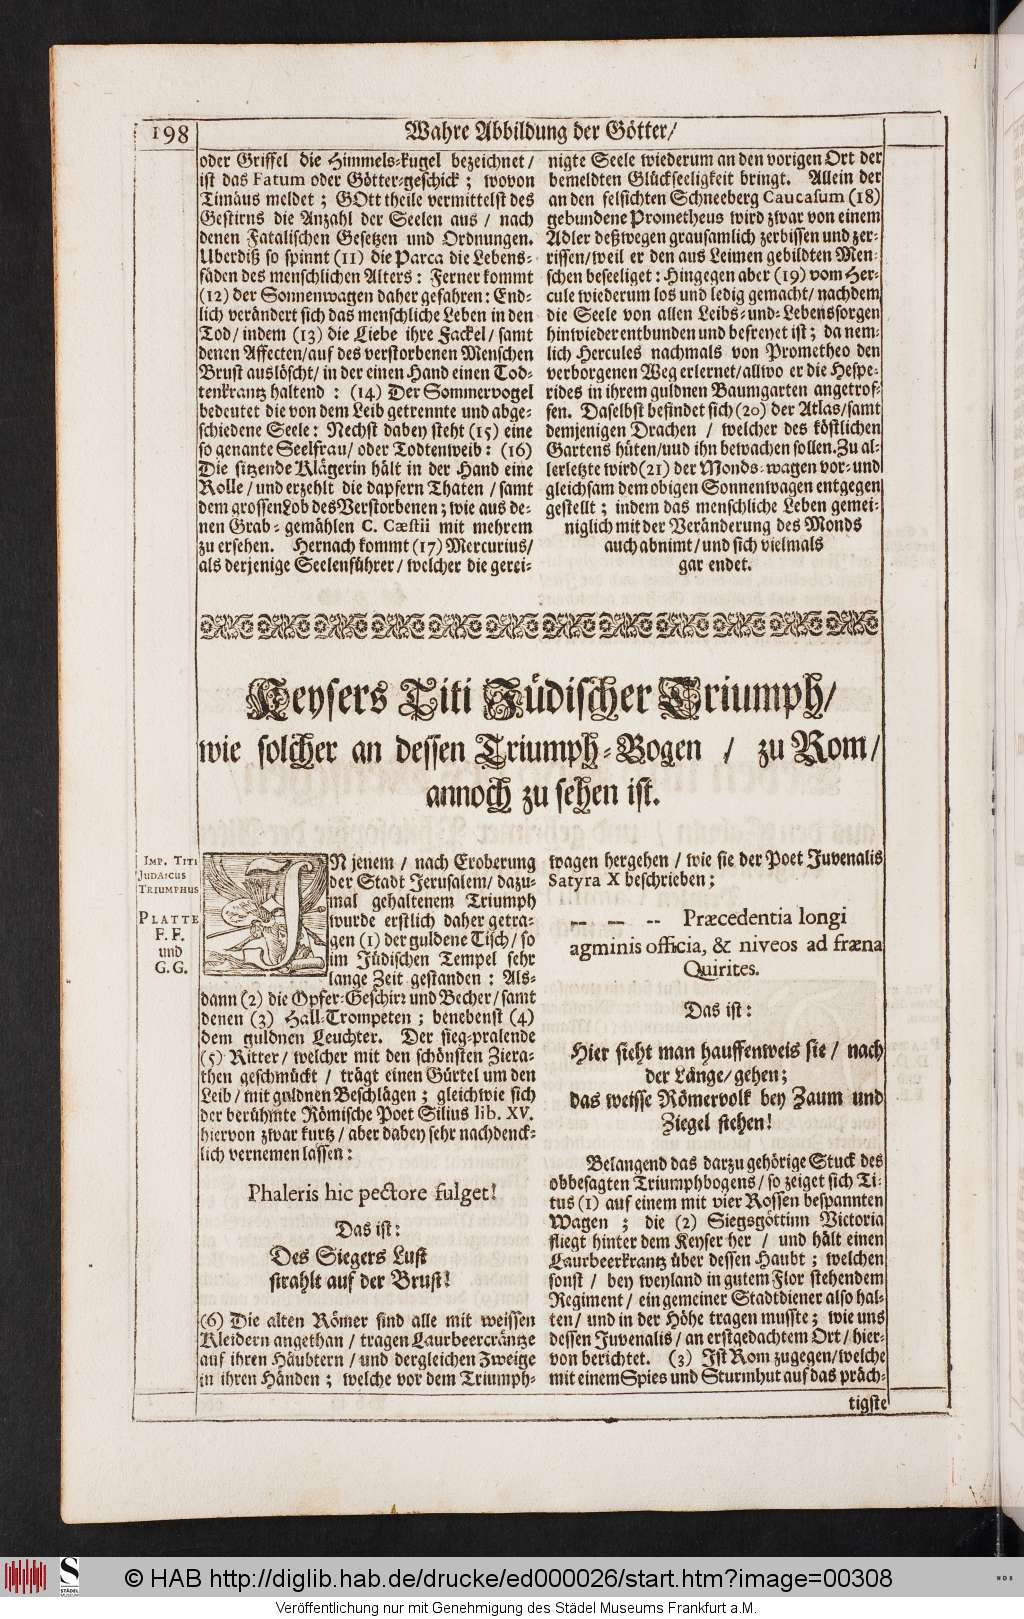 198
Wahre Abbildung der Götter/
oder Griffel die Himmels-kugel bezeichnet/
ist das Fatum oder Götter-geschick; wovon
Timäus meldet; GOtt theile vermittelst des
Gestirns die Anzahl der Seelen aus/ nach
denen Fatalischen Gesetzen und Ordnungen.
Uberdiß so spinnt (11) die Parca die Lebens-
fäden des menschlichen Alters: Ferner kommt
(12) der Sonnenwagen daher gefahren: End-
lich verändert sich das menschliche Leben in den
Tod/ indem (13) die Liebe ihre Fackel/ samt
denen Affecten/auf des verstorbenen Menschen
Brust auslöscht/ in der einen Hand einen Tod-
tenkrantz haltend: (14) Der Sommervogel
bedeutet die von dem Leib getrennte und abge-
schiedene Seele: Nechst dabey steht (15) eine
so genante Seelfrau/ oder Todtenweib: (16)
Die sitzende Klägerin hält in der Hand eine
Rolle/ und erzehlt die dapfern Thaten/ samt
dem grossen Lob des Verstorbenen; wie aus de-
nen Grab-gemählen C. Cæstii mit mehrem
zu ersehen. Hernach kommt (17) Mercurius/
als derjenige Seelenführer/ welcher die gerei-
nigte Seele wiederum an den vorigen Ort der
bemeldten Glückseeligkeit bringt. Allein der
an den felsichten Schneeberg Caucasum (18)
gebundene Prometheus wird zwar von einem
Adler deßwegen grausamlich zerbissen und zer-
rissen/weil er den aus Leimen gebildten Men-
schen beseeliget: Hingegen aber (19) vom Her-
cule wiederum los und ledig gemacht/ nachdem
die Seele von allen Leibs-und-Lebenssorgen
hinwieder entbunden und befreyet ist; da nem-
lich Hercules nachmals von Prometheo den
verborgenen Weg erlernet/allwo er die Hespe-
rides in ihrem guldnen Baumgarten angetrof-
fen. Daselbst befindet sich (20) der Atlas/samt
demjenigen Drachen/ welcher des köstlichen
Gartens hüten/und ihn bewachen sollen. Zu al-
lerletzte wird (21) der Monds-wagen vor-und
gleichsam dem obigen Sonnenwagen entgegen
gestellt; indem das menschliche Leben gemei-
niglich mit der Veränderung des Monds
auch abnimt/ und sich vielmals
gar endet.
Keysers Titi Jüdischer Triumph/
wie solcher an dessen Triumph-Bogen / zu Rom/
annoch zu sehen ist.
IMP. TITI
JUDAICUS
TRIUMPHUS
PLATTE
F. F.
und
G. G.
IN jenem/ nach Eroberung
der Stadt Jerusalem/ dazu-
mal gehaltenem Triumph
wurde erstlich daher getra-
gen (1) der guldene Tisch/ so
im Jüdischen Tempel sehr
lange Zeit gestanden: Als-
dann (2) die Opfer-Geschirr und Becher/ samt
denen (3) Hall-Trompeten; benebenst (4)
dem guldnen Leuchter. Der sieg-pralende
(5) Ritter/ welcher mit den schönsten Ziera-
then geschmückt/ trägt einen Gürtel um den
Leib/ mit guldnen Beschlägen; gleichwie sich
der berühmte Römische Poet Silius lib. XV.
hiervon zwar kurtz/ aber dabey sehr nachdenck-
lich vernemen lassen:
Phaleris hic pectore fulget!
Das ist:
Des Siegers Lust
strahlt auf der Brust!
(6) Die alten Römer sind alle mit weissen
Kleidern angethan/ tragen Laurbeercräntze
auf ihren Häubtern/ und dergleichen Zweige
in ihren Händen; welche vor dem Triumph-
wagen hergehen/ wie sie der Poet Juvenalis
Satyra X beschrieben;
-- -- -- Præcedentia longi
agminis officia, & niveos ad fræna
Quirites.
Das ist:
Hier sieht man hauffenweis sie/ nach
der Länge/ gehen;
das weisse Römervolk bey Zaum und
Ziegel stehen!
Belangend das darzu gehörige Stuck des
obbesagten Triumphbogens/ so zeiget sich Ti-
tus (1) auf einem mit vier Rossen bespannten
Wagen; die (2) Siegsgöttinn Victoria
fliegt hinter dem Keyser her/ und hält einen
Laurbeerkrantz über dessen Haubt; welchen
sonst/ bey weyland in gutem Flor stehendem
Regiment/ ein gemeiner Stadtdiener also hal-
ten/ und in der Höhe tragen musste; wie uns
dessen Juvenalis/ an erstgedachtem Ort/ hier-
von berichtet. (3) Ist Rom zugegen/welche
mit einem Spies und Sturmhut auf das präch-
tigste
© HAB http://diglib.hab.de/drucke/ed000026/start.htm?image=00308
Veröffentlichung nur mit Genehmigung des Städel Museums Frankfurt a.M.
STÄDEL
MUSEUM